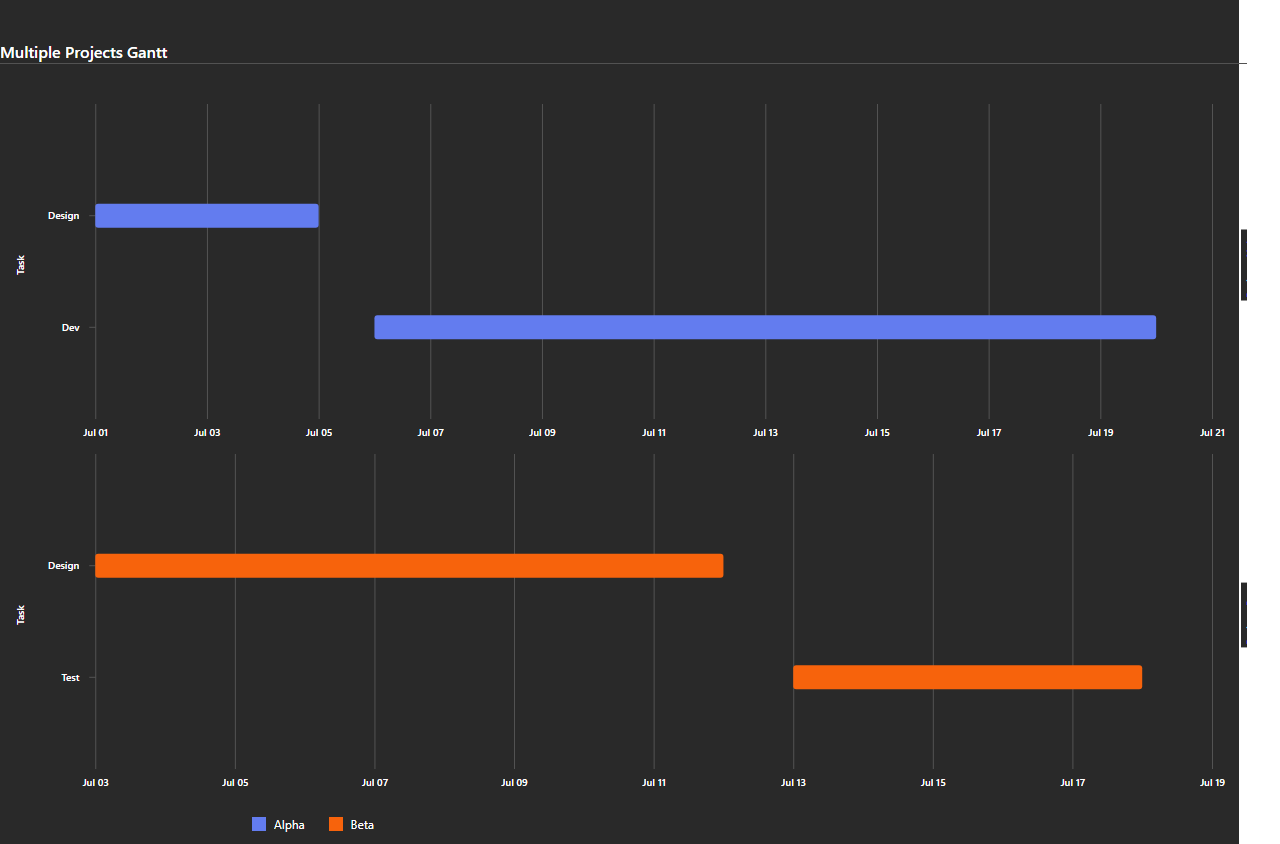 Multiple Projects Gantt
Design
Task
Dev
Jul 01 Jul 03 Jul 05 Jul 07 Jul 09 Jul 11 Jul 13 Jul 15 Jul 17 Jul 19 Jul 21
Design
Task
Test
Jul 03 Jul 05 Jul 07 Jul 09 Jul 11 Jul 13 Jul 15 Jul 17 Jul 19
Alpha Beta